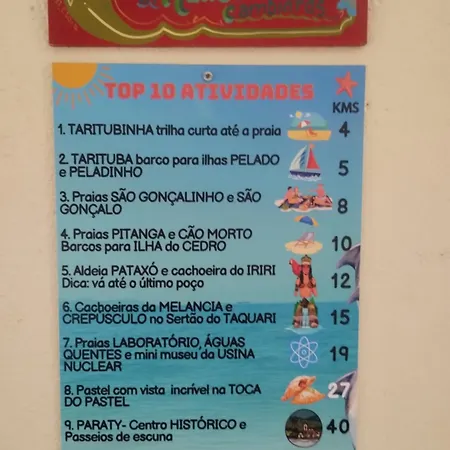 TOP 10 ATIVIDADES
KMS
1. TARITUBINHA trilha curta até a praia 4
2. TARITUBA barco para ilhas PELADO
e PELADINHO 5
3. Praias SÃO GONÇALINHO e SÃO
GONÇALO 8
4. Praias PITANGA e CÃO MORTO
Barcos para ILHA do CEDRO 10
5. Aldeia PATAXÓ e cachoeira do IRIRI
Dica: vá até o último poço 12
6. Cachoeiras da MELANCIA e
CREPÚSCULO no Sertão do TAQUARI 15
7. Praias LABORATÓRIO, ÁGUAS
QUENTES e mini museu da USINA
NUCLEAR 19
8. Pastel com vista incrível na TOCA
DO PASTEL 27
9. PARATY- Centro HISTÓRICO e
Passeios de escuna 40